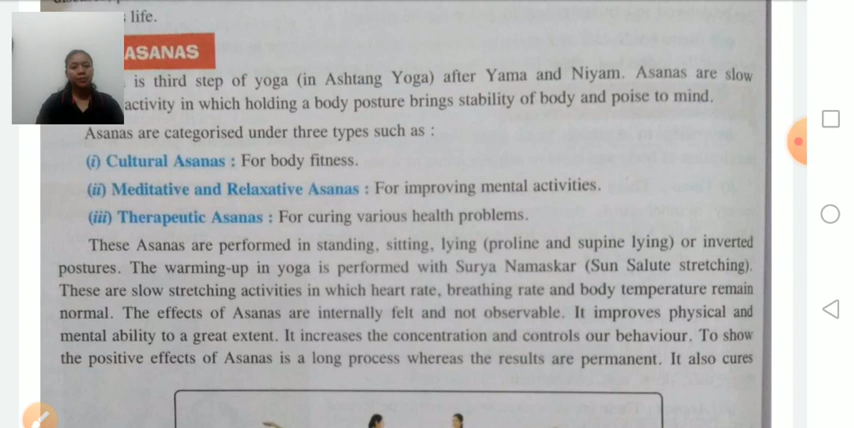 life.
ASANAS
is third step of yoga (in Ashtang Yoga) after Yama and Niyam. Asanas are slow
activity in which holding a body posture brings stability of body and poise to mind.
Asanas are categorised under three types such as :
(i) Cultural Asanas : For body fitness.
(ii) Meditative and Relaxative Asanas : For improving mental activities.
(iii) Therapeutic Asanas : For curing various health problems.
These Asanas are performed in standing, sitting, lying (proline and supine lying) or inverted
postures. The warming-up in yoga is performed with Surya Namaskar (Sun Salute stretching).
These are slow stretching activities in which heart rate, breathing rate and body temperature remain
normal. The effects of Asanas are internally felt and not observable. It improves physical and
mental ability to a great extent. It increases the concentration and controls our behaviour. To show
the positive effects of Asanas is a long process whereas the results are permanent. It also cures